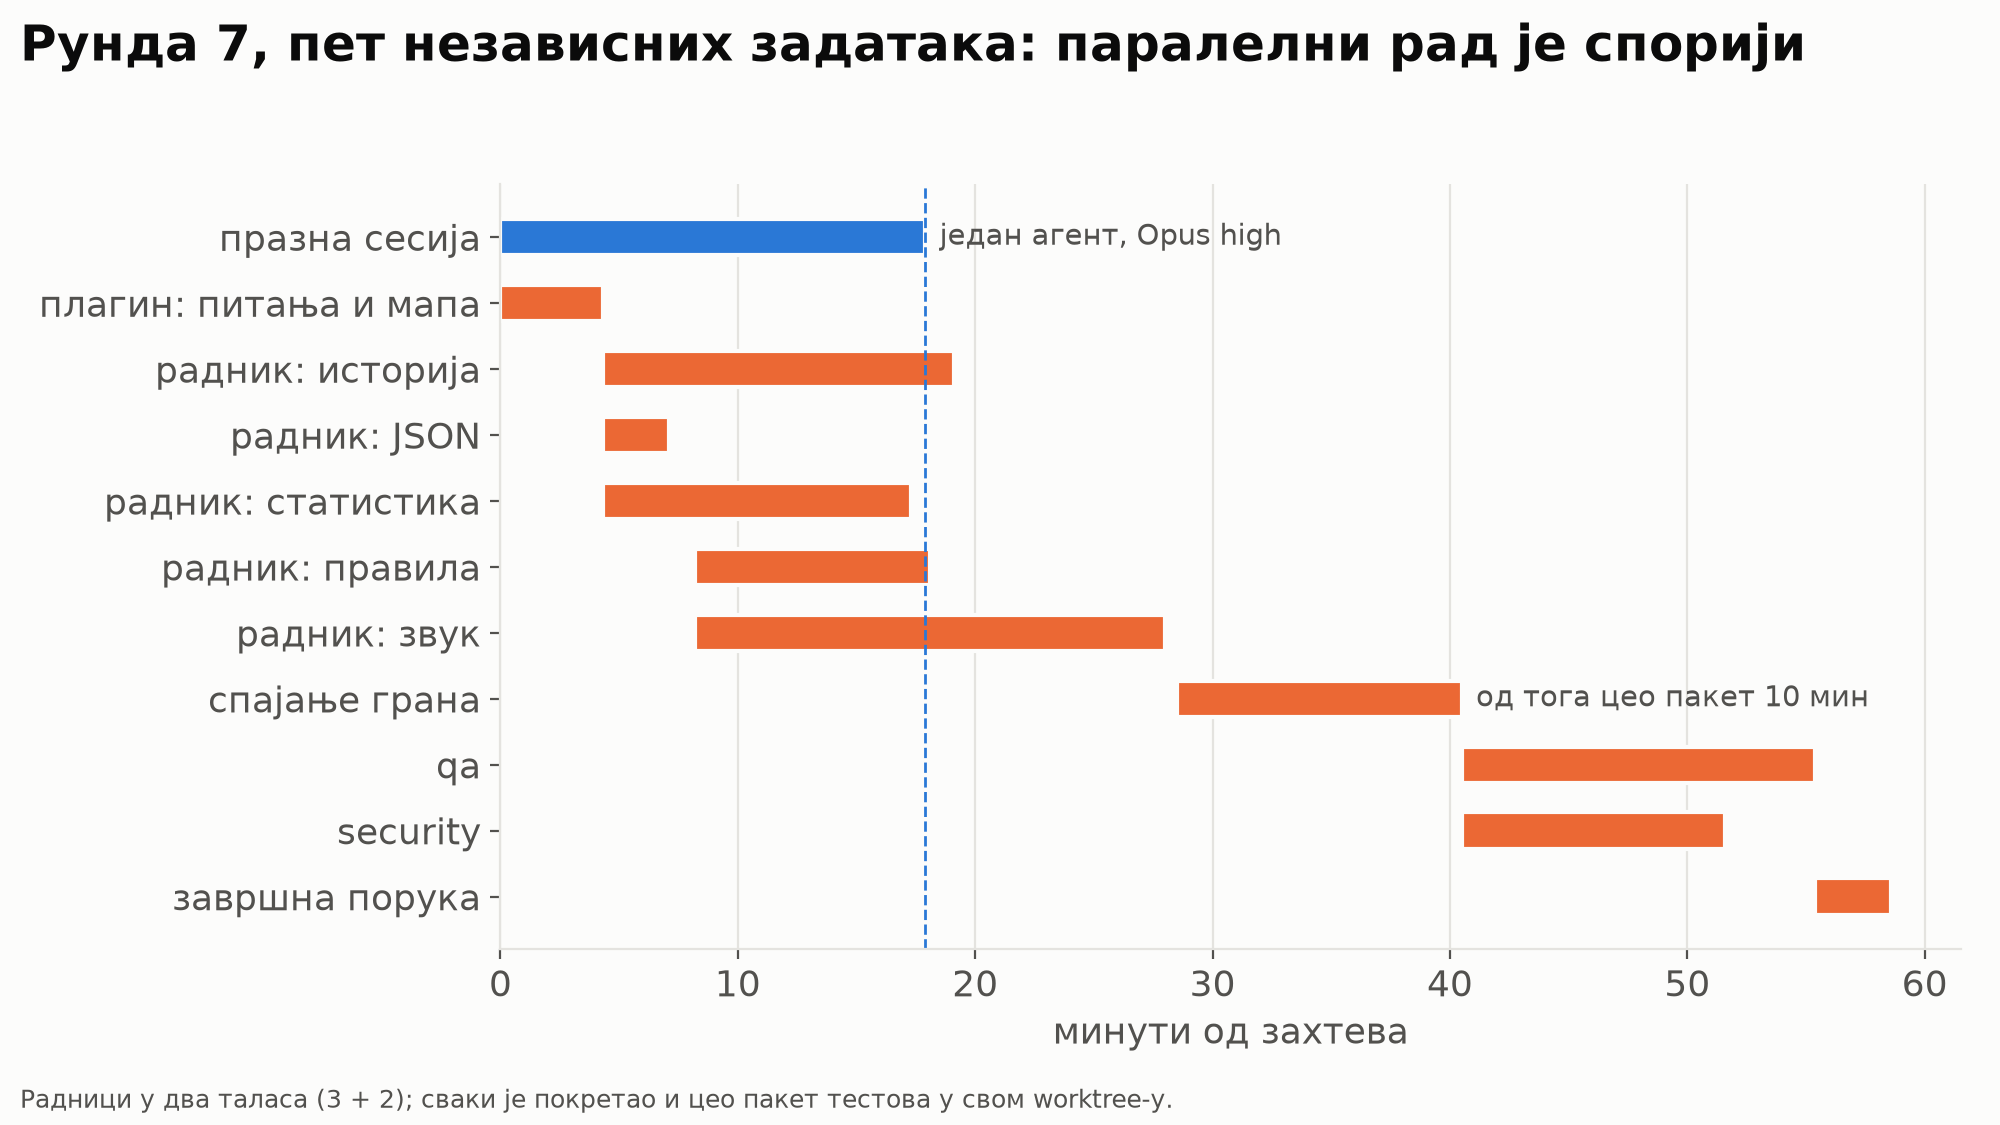 Рунда 7, пет независних задатака: паралелни рад је спорији
празна сесија
један агент, Opus high
плагин: питања и мапа
радник: историја
радник: JSON
радник: статистика
радник: правила
радник: звук
спајање грана
од тога цео пакет 10 мин
qa
security
завршна порука
0 10 20 30 40 50 60
минути од захтева
Радници у два таласа (3 + 2); сваки је покретао и цео пакет тестова у свом worktree-у.